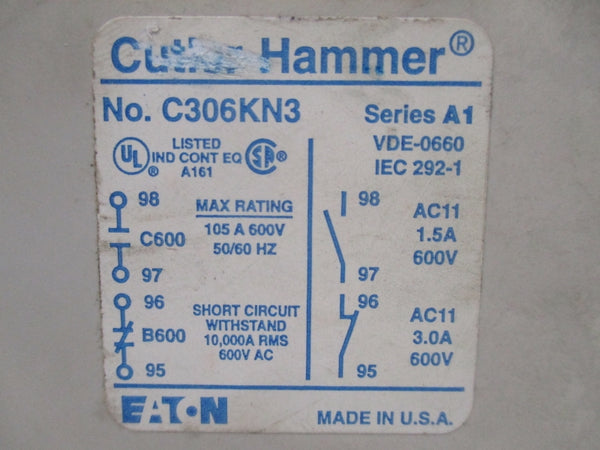 Cutler Hammer®
No. C306KN3
Series A1
UL® LISTED
IND CONT EQ
A161
SA®
VDE-0660
IEC 292-1
98
C600
97
MAX RATING
105 A 600V
50/60 HZ
98
97
AC11
1.5A
600V
96
B600
95
SHORT CIRCUIT
WITHSTAND
10,000A RMS
600V AC
96
95
AC11
3.0A
600V
EATON
MADE IN U.S.A.